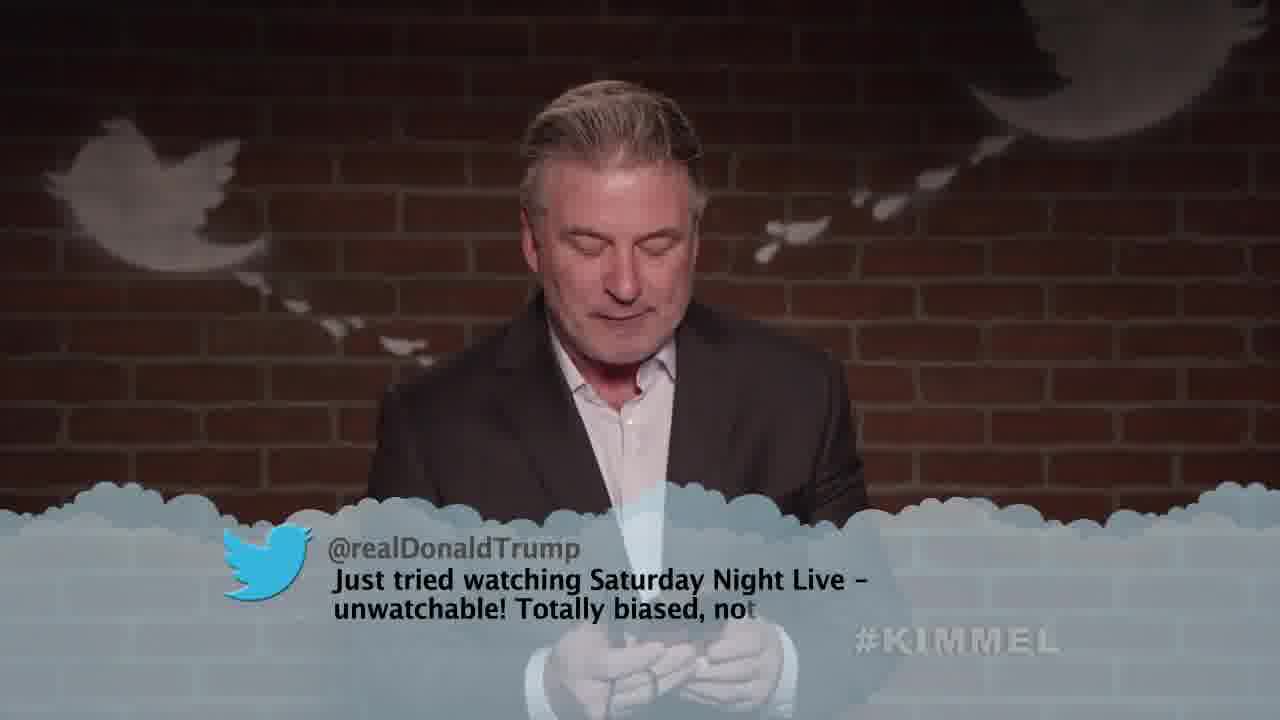 @realDonaldTrump
Just tried watching Saturday Night Live –
unwatchable! Totally biased, not
#KIMMEL